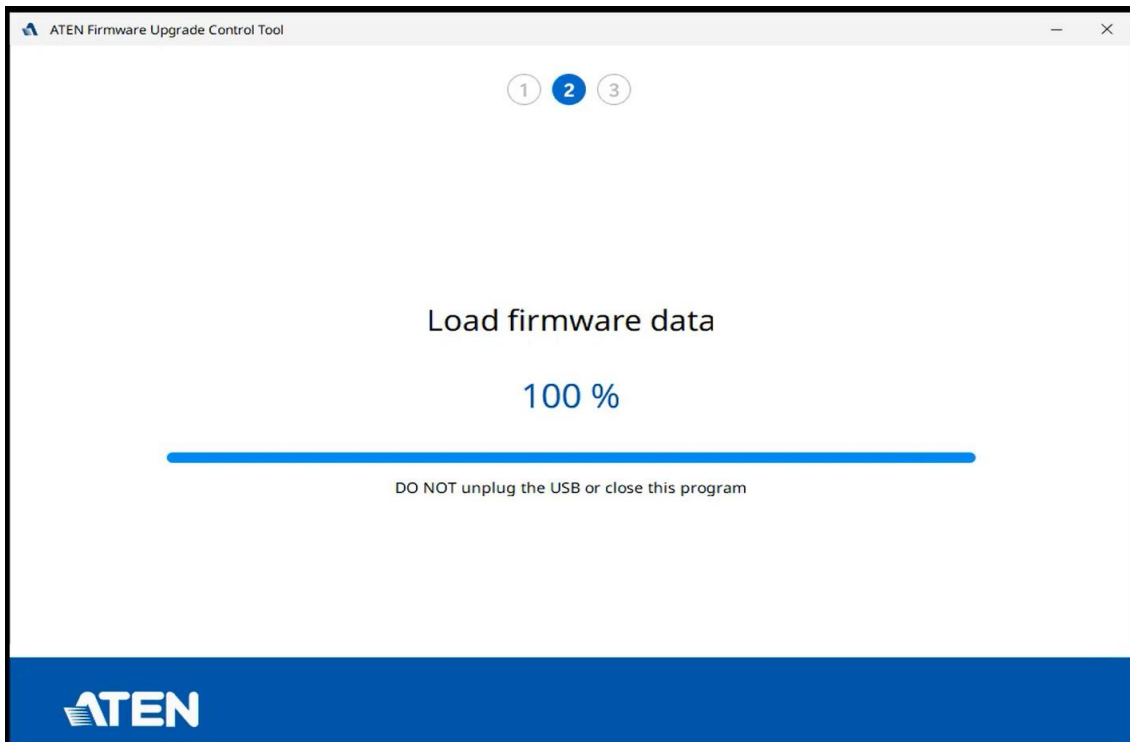 ATEN Firmware Upgrade Control Tool
1 2 3
Load firmware data
100 %
DO NOT unplug the USB or close this program
ATEN